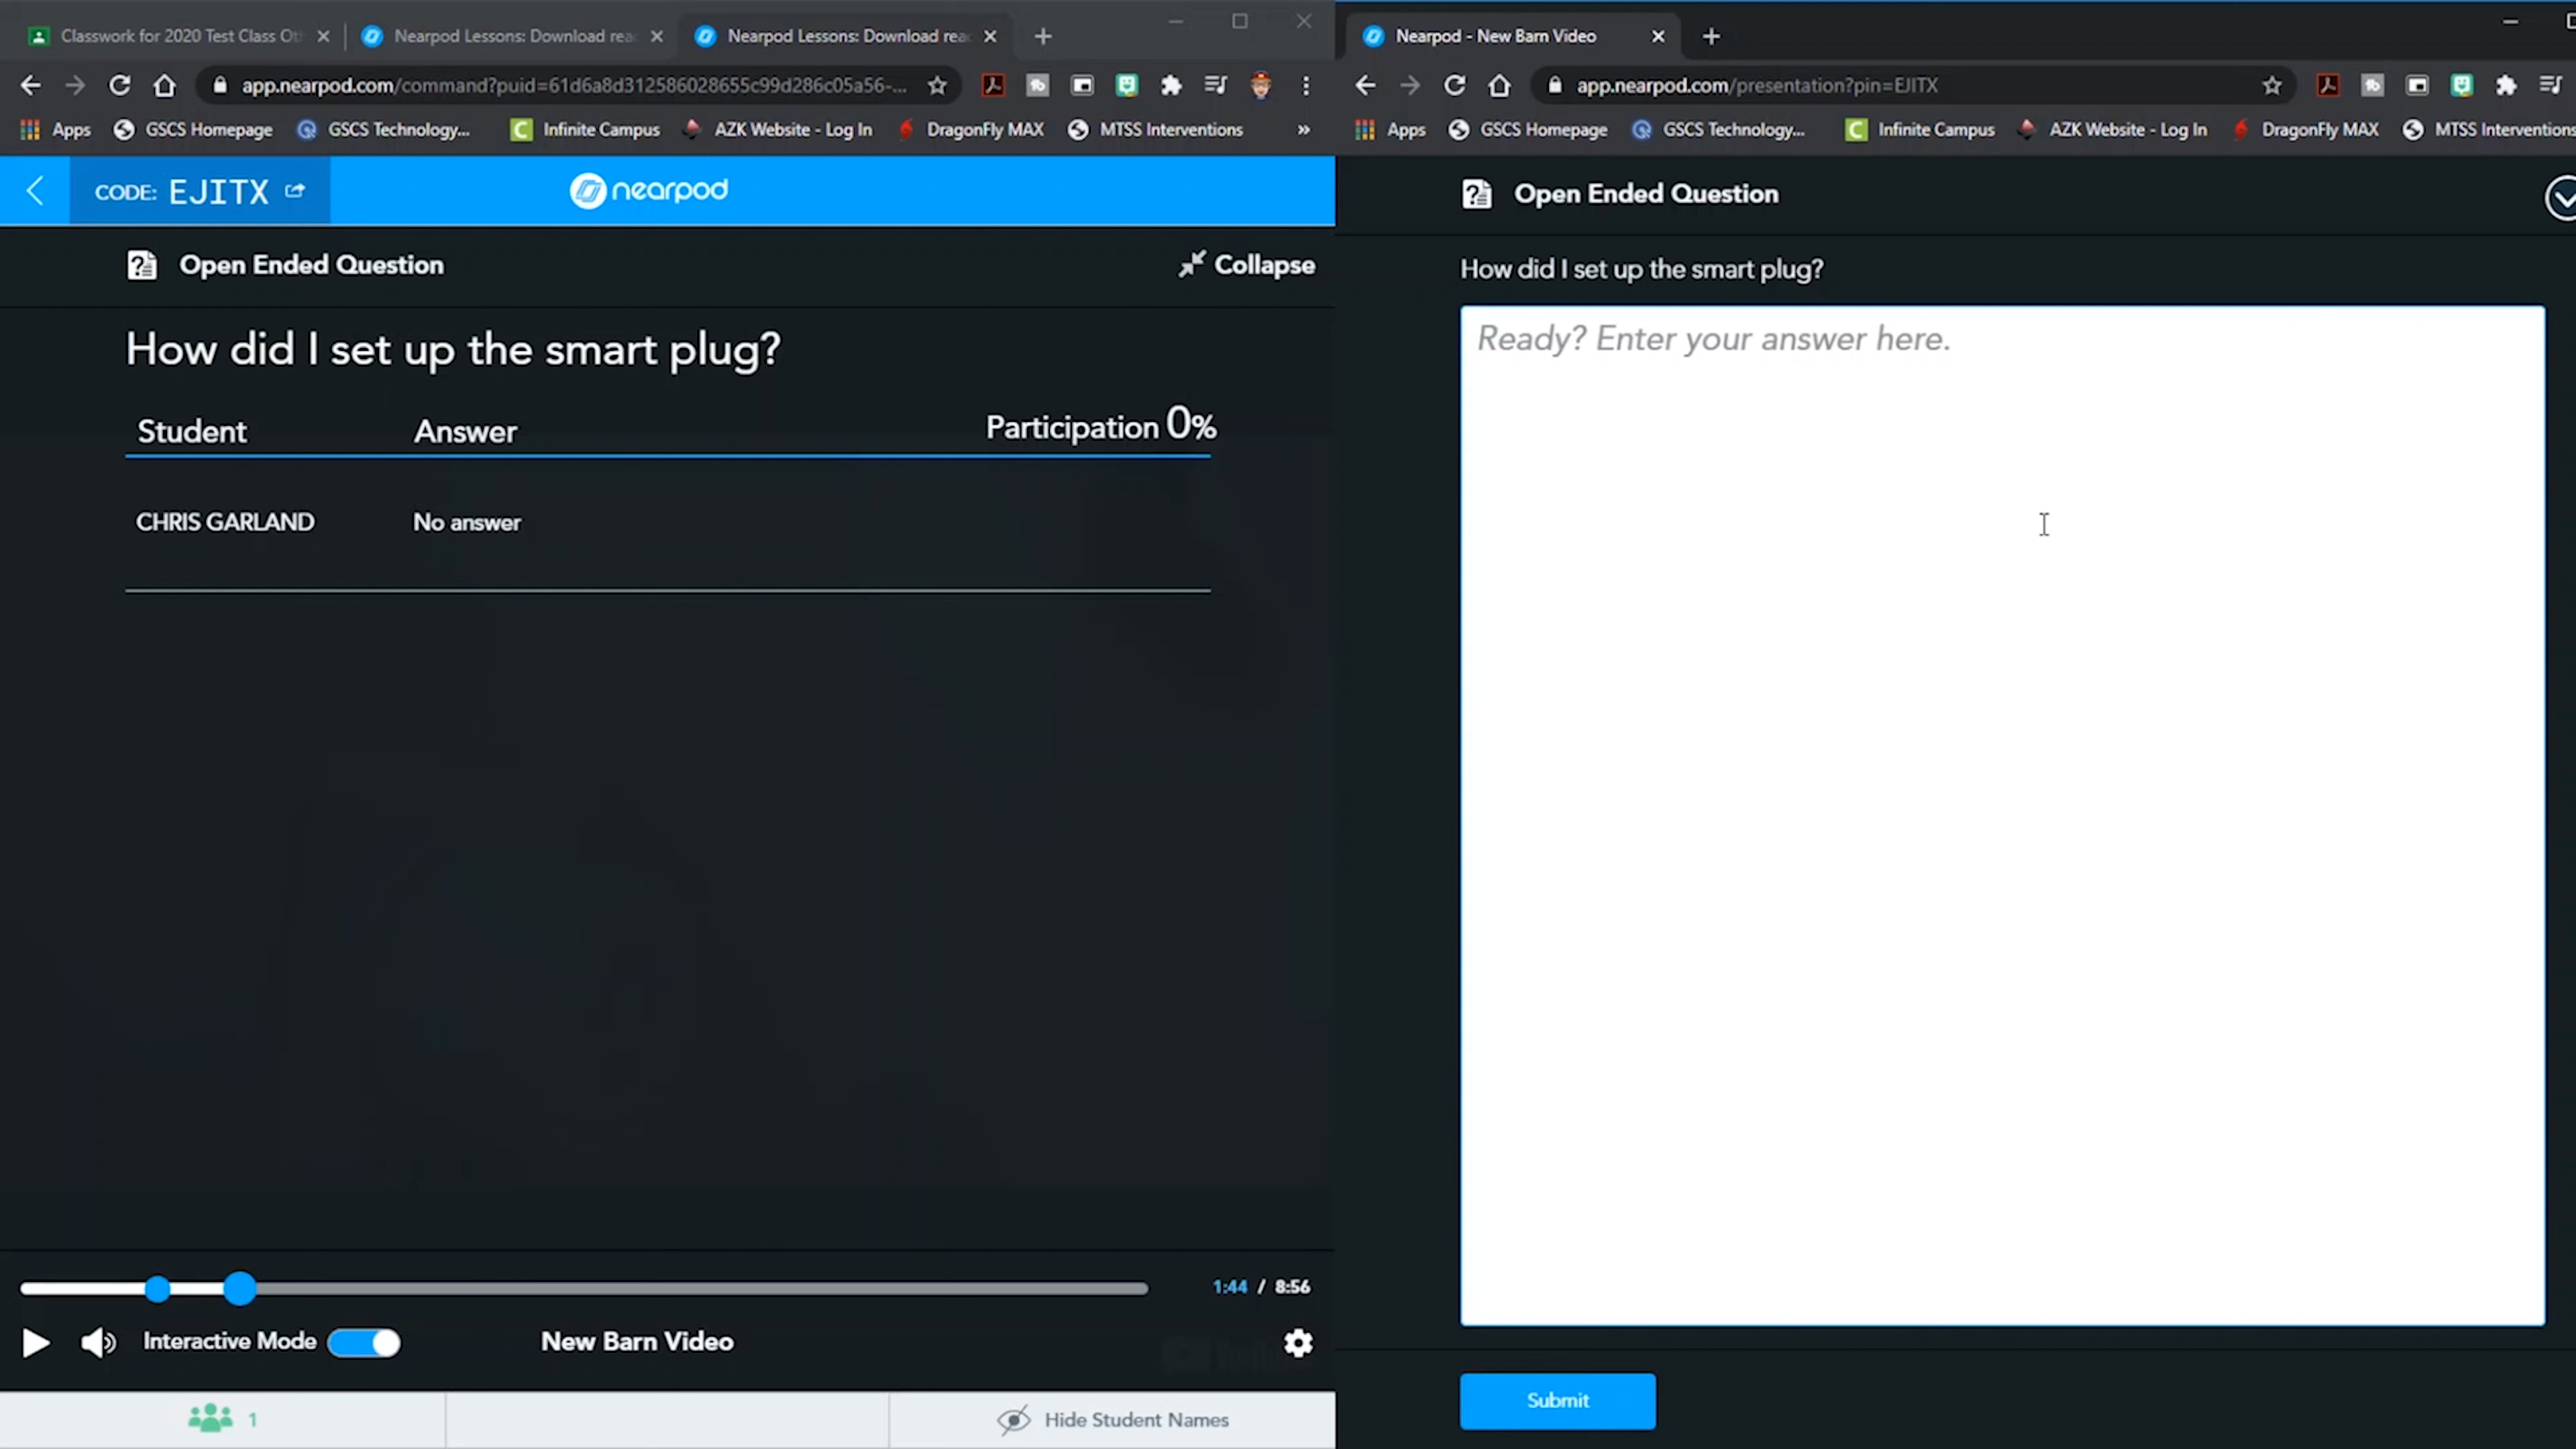 Classwork for 2020 Test Class Oth
Nearpod Lessons: Download read
Nearpod Lessons: Download rea
app.nearpod.com/command?puid=61d6a8d312586028655c99d286c05a56-...
Apps
GSCS Homepage
GSCS Technology...
Infinite Campus
AZK Website - Log In
DragonFly MAX
MTSS Interventions
»
CODE: EJITX
nearpod
Open Ended Question
Collapse
How did I set up the smart plug?
Student Answer Participation 0%
CHRIS GARLAND No answer
1:44 / 8:56
Interactive Mode
New Barn Video
1
Hide Student Names
Nearpod - New Barn Video
app.nearpod.com/presentation?pin=EJITX
Apps
GSCS Homepage
GSCS Technology...
Infinite Campus
AZK Website - Log In
DragonFly MAX
MTSS Interventions
Open Ended Question
How did I set up the smart plug?
Ready? Enter your answer here.
Submit